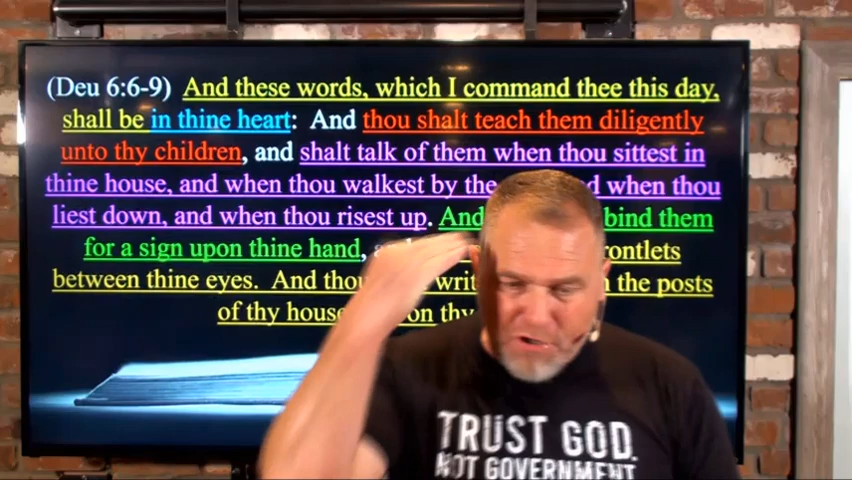 (Deu 6:6-9) And these words, which I command thee this day,
shall be in thine heart: And thou shalt teach them diligently
unto thy children, and shalt talk of them when thou sittest in
thine house, and when thou walkest by the and when thou
liest down, and when thou risest up. And bind them
for a sign upon thine hand,
between thine eyes. And thou the posts
of thy house on thy
TRUST GOD.
NOT GOVERNMENT